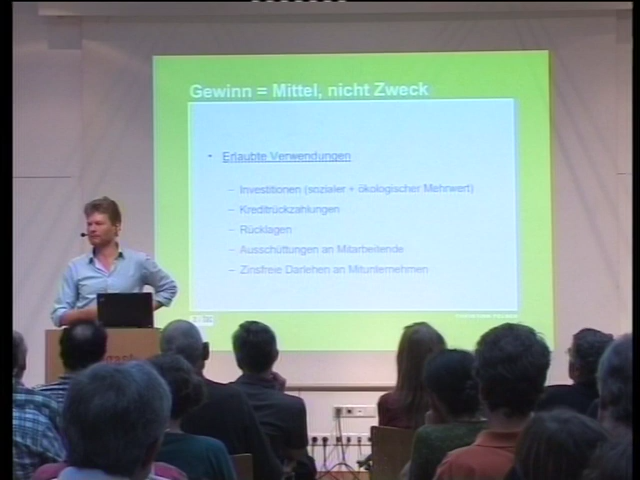 Gewinn = Mittel, nicht Zweck
• Erlaubte Verwendungen
– Investitionen (sozialer + ökologischer Mehrwert)
– Kreditrückzahlungen
– Rücklagen
– Ausschüttungen an Mitarbeitende
– Zinsfreie Darlehen an Mitunternehmen